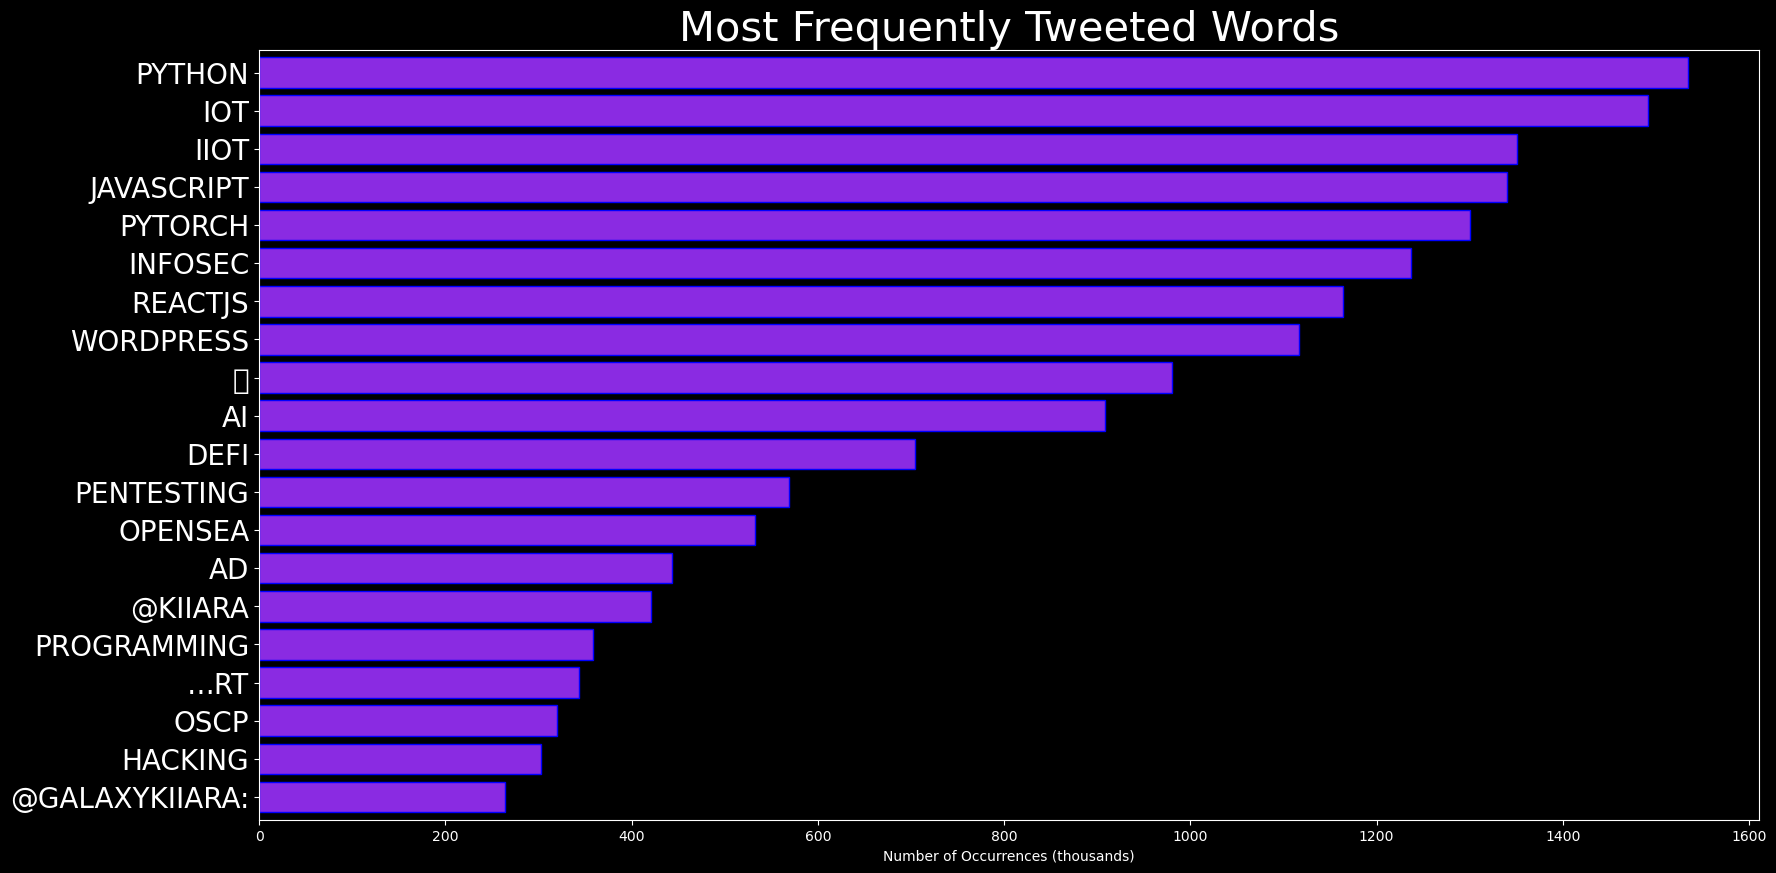 Most Frequently Tweeted Words
PYTHON
IOT
IIOT
JAVASCRIPT
PYTORCH
INFOSEC
REACTJS
WORDPRESS
AI
DEFI
PENTESTING
OPENSEA
AD
@KIIARA
PROGRAMMING
...RT
OSCP
HACKING
@GALAXYKIIARA:
0 200 400 600 800 1000 1200 1400 1600
Number of Occurrences (thousands)